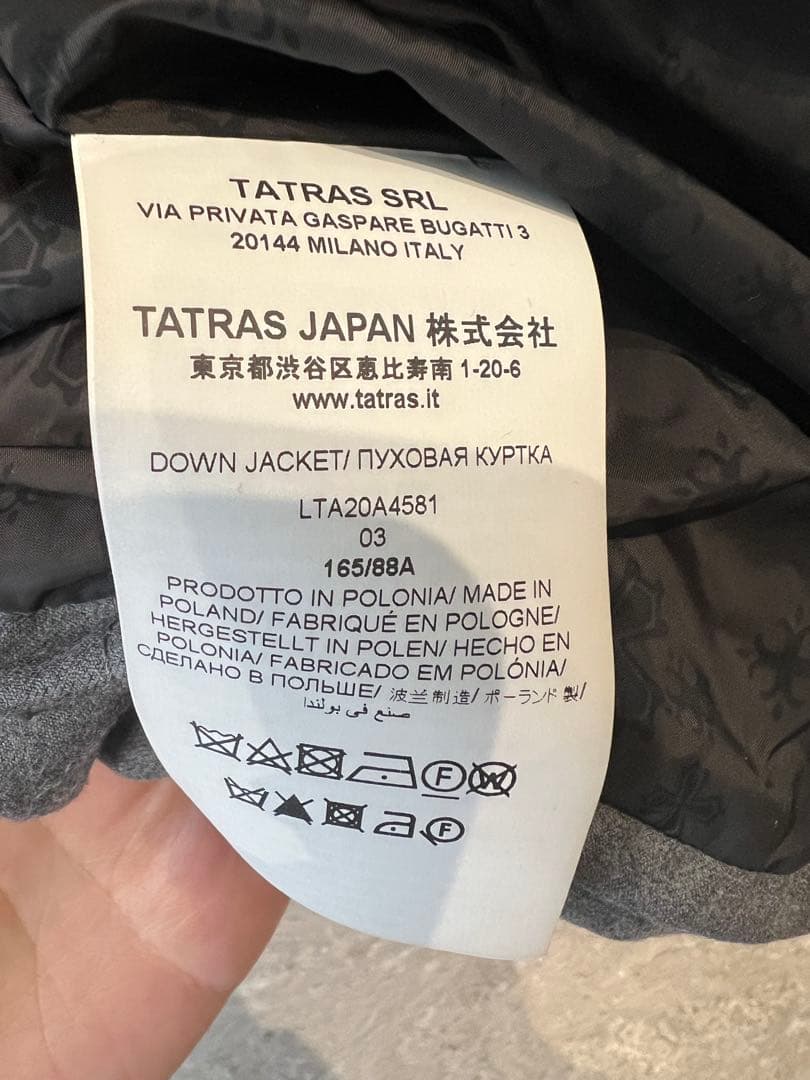 TATRAS SRL
VIA PRIVATA GASPARE BUGATTI 3
20144 MILANO ITALY
TATRAS JAPAN 株式会社
東京都渋谷区恵比寿南 1-20-6
www.tatras.it
DOWN JACKET/ ПУХОВАЯ КУРТКА
LTA20A4581
03
165/88A
PRODOTTO IN POLONIA/ MADE IN
POLAND/ FABRIQUÉ EN POLOGNE/
HERGESTELLT IN POLEN/ HECHO EN
POLONIA/ FABRICADO EM POLÓNIA/
СДЕЛАНО В ПОЛЬШЕ/ 波兰制造/ ポーランド製/
صنع في بولندا
F W
F